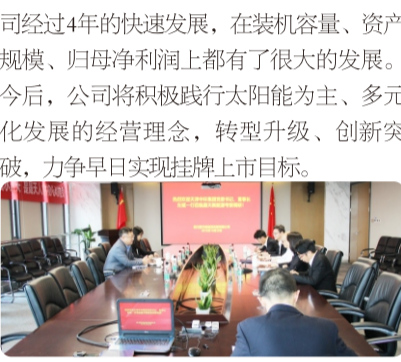 司经过4年的快速发展，在装机容量、资产
规模、归母净利润上都有了很大的发展。
今后，公司将积极践行太阳能为主、多元
化发展的经营理念，转型升级、创新突
破，力争早日实现挂牌上市目标。